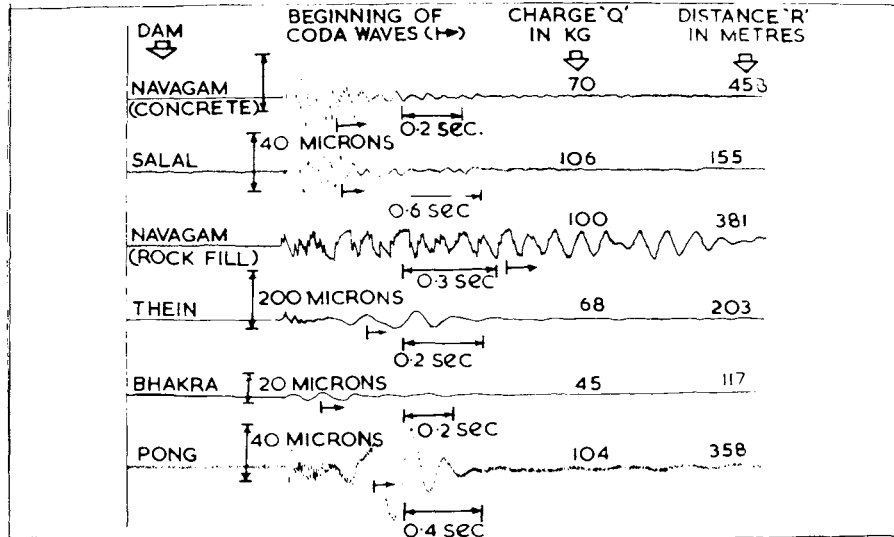 DAM
BEGINNING OF CODA WAVES (↦)
CHARGE 'Q' IN KG
DISTANCE 'R' IN METRES
NAVAGAM (CONCRETE)
70
458
0·2 SEC.
40 MICRONS
SALAL
106
155
0·6 SEC
NAVAGAM (ROCK FILL)
100
381
0·3 SEC
200 MICRONS
THEIN
68
203
0·2 SEC
BHAKRA
20 MICRONS
45
117
0·2 SEC
40 MICRONS
PONG
104
358
0·4 SEC